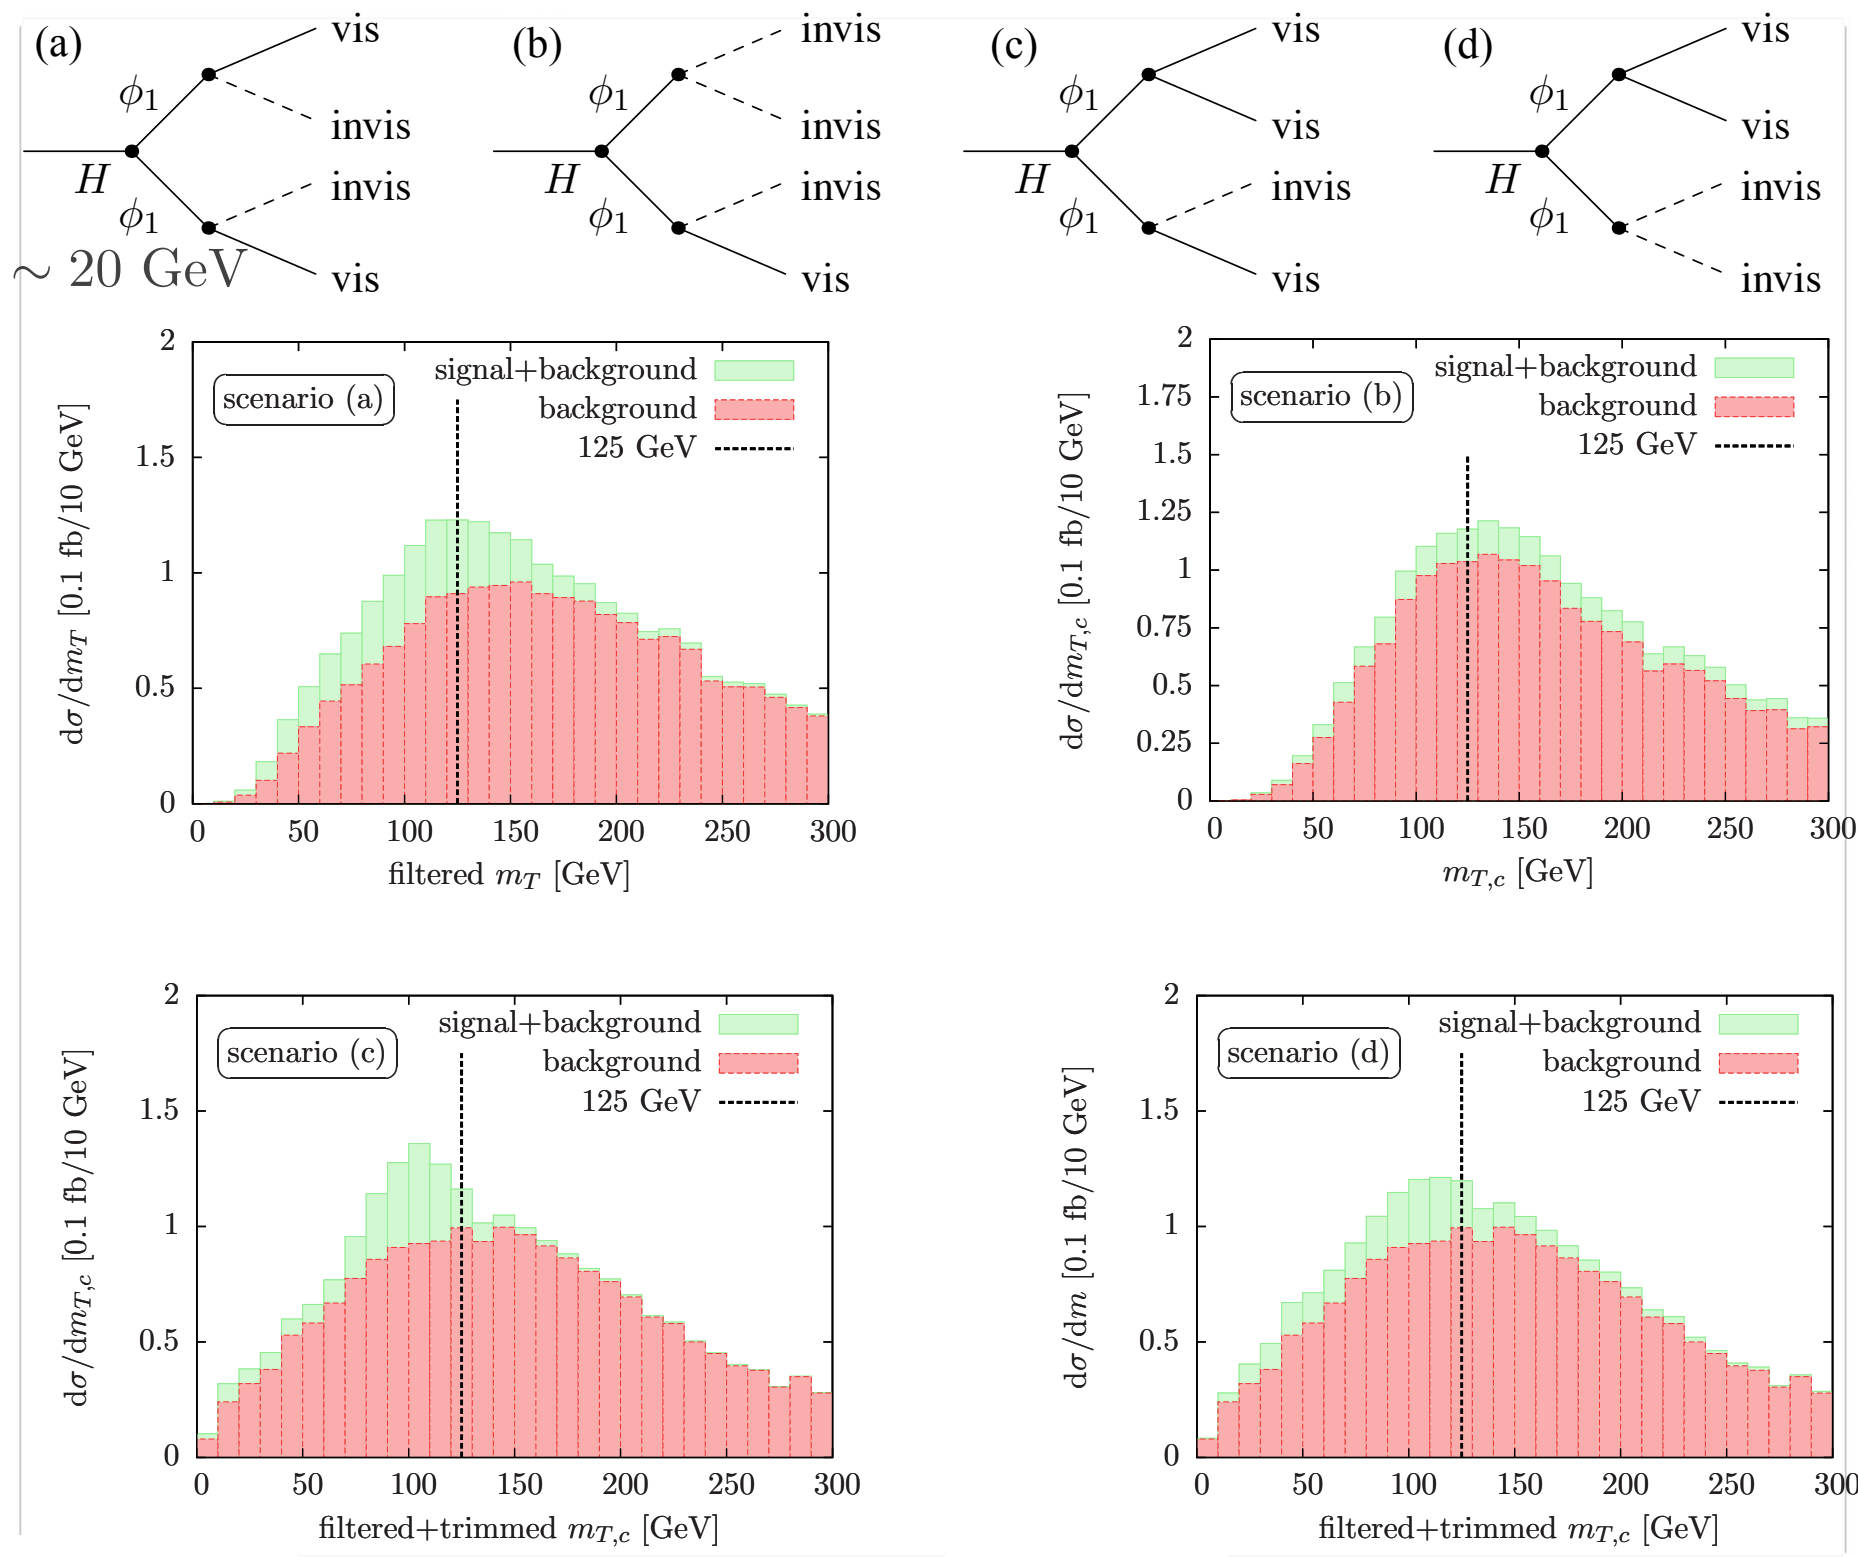 (a) vis (b) invis (c) vis (d) vis
ϕ₁ ϕ₁ ϕ₁ ϕ₁
invis invis vis vis
H H H H
invis invis invis invis
ϕ₁ ϕ₁ ϕ₁ ϕ₁
∼ 20 GeV
vis vis vis invis
2
signal+background
scenario (a)
background
125 GeV
1.5
1
0.5
0
dσ/dm_T [0.1 fb/10 GeV]
0 50 100 150 200 250 300
filtered m_T [GeV]
2
signal+background
1.75
scenario (b)
background
125 GeV
1.5
1.25
1
0.75
0.5
0.25
0
dσ/dm_{T,c} [0.1 fb/10 GeV]
0 50 100 150 200 250 300
m_{T,c} [GeV]
2
signal+background
scenario (c)
background
125 GeV
1.5
1
0.5
0
dσ/dm_{T,c} [0.1 fb/10 GeV]
0 50 100 150 200 250 300
filtered+trimmed m_{T,c} [GeV]
2
signal+background
scenario (d)
background
125 GeV
1.5
1
0.5
0
dσ/dm [0.1 fb/10 GeV]
0 50 100 150 200 250 300
filtered+trimmed m_{T,c} [GeV]